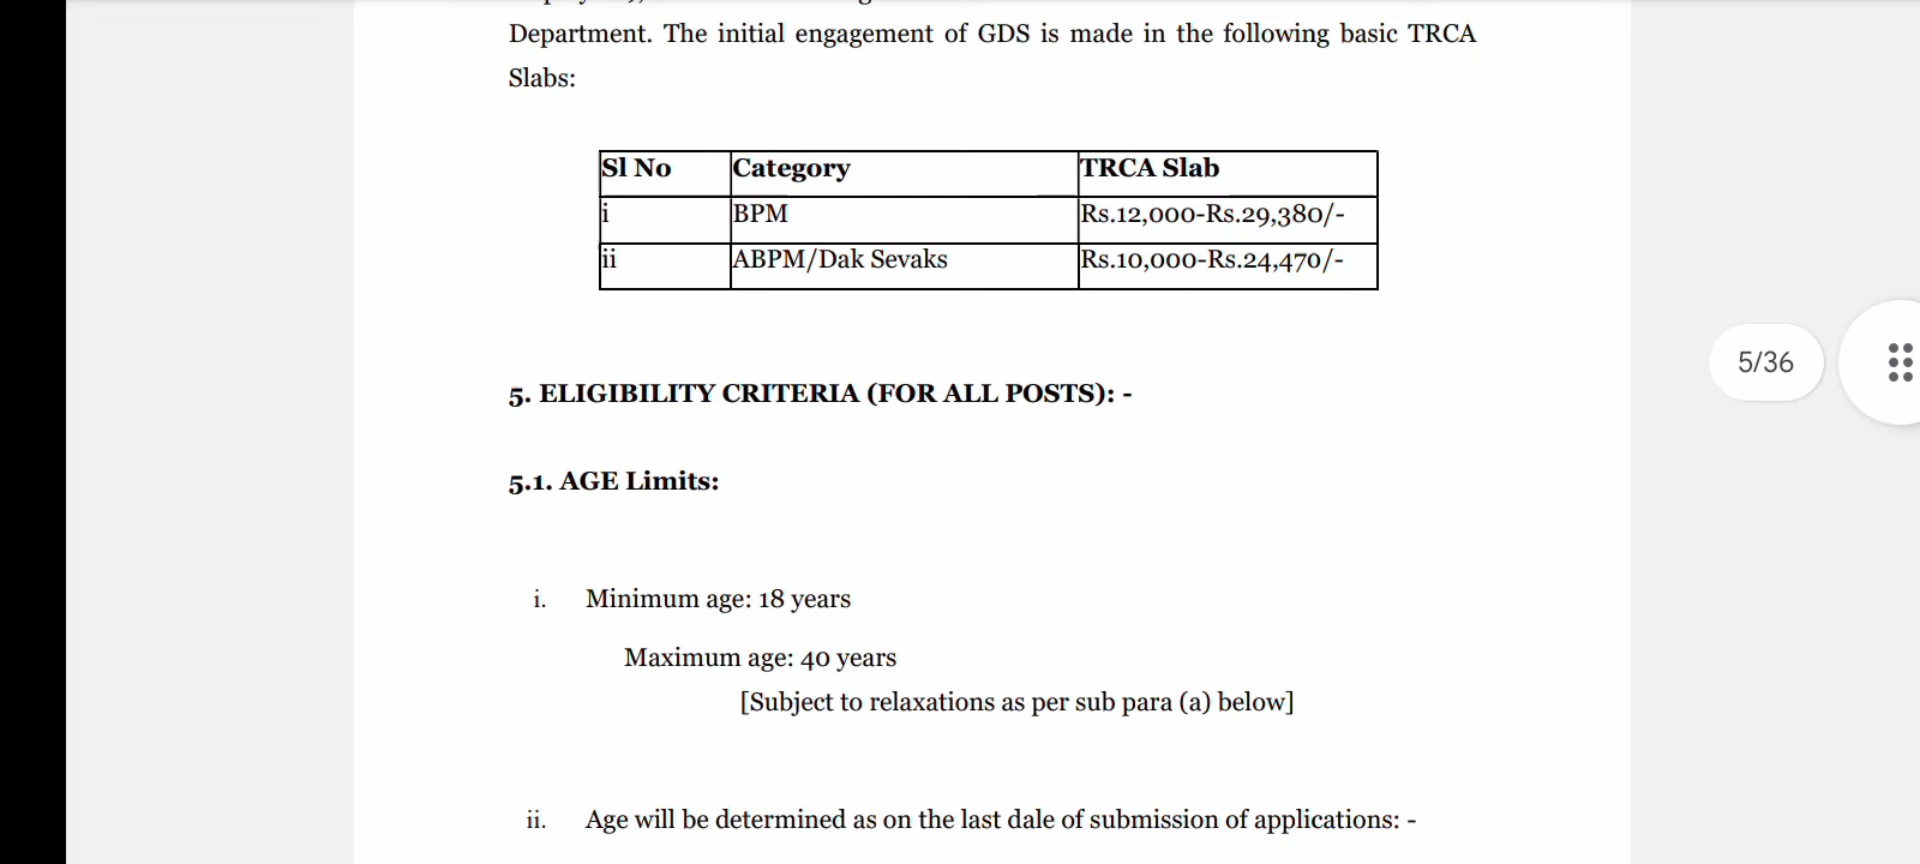 Department. The initial engagement of GDS is made in the following basic TRCA
Slabs:
Sl No Category TRCA Slab
i BPM Rs.12,000-Rs.29,380/-
ii ABPM/Dak Sevaks Rs.10,000-Rs.24,470/-
5/36
5. ELIGIBILITY CRITERIA (FOR ALL POSTS): -
5.1. AGE Limits:
i. Minimum age: 18 years
Maximum age: 40 years
[Subject to relaxations as per sub para (a) below]
ii. Age will be determined as on the last dale of submission of applications: -